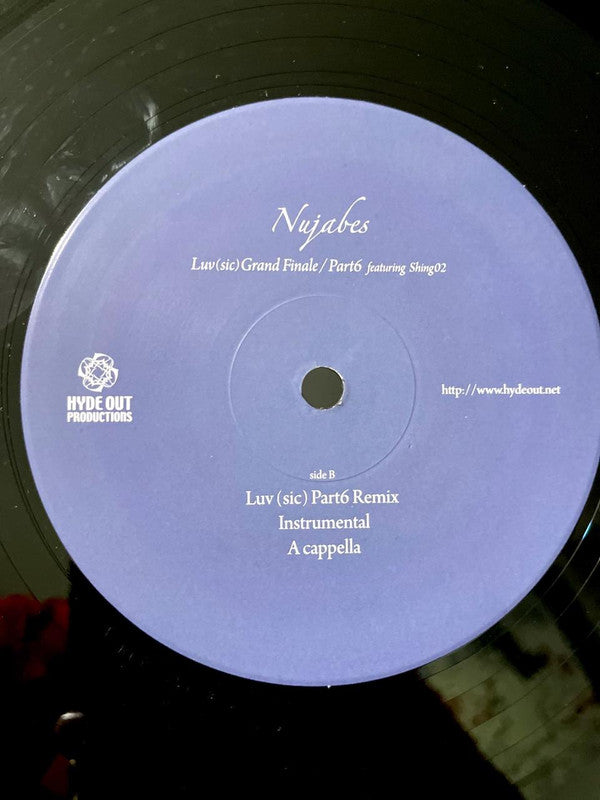 Nujabes
Luv(sic)Grand Finale / Part6 featuring Shing02
HYDE OUT
PRODUCTIONS
http://www.hydeout.net
side B
Luv (sic) Part6 Remix
Instrumental
A cappella